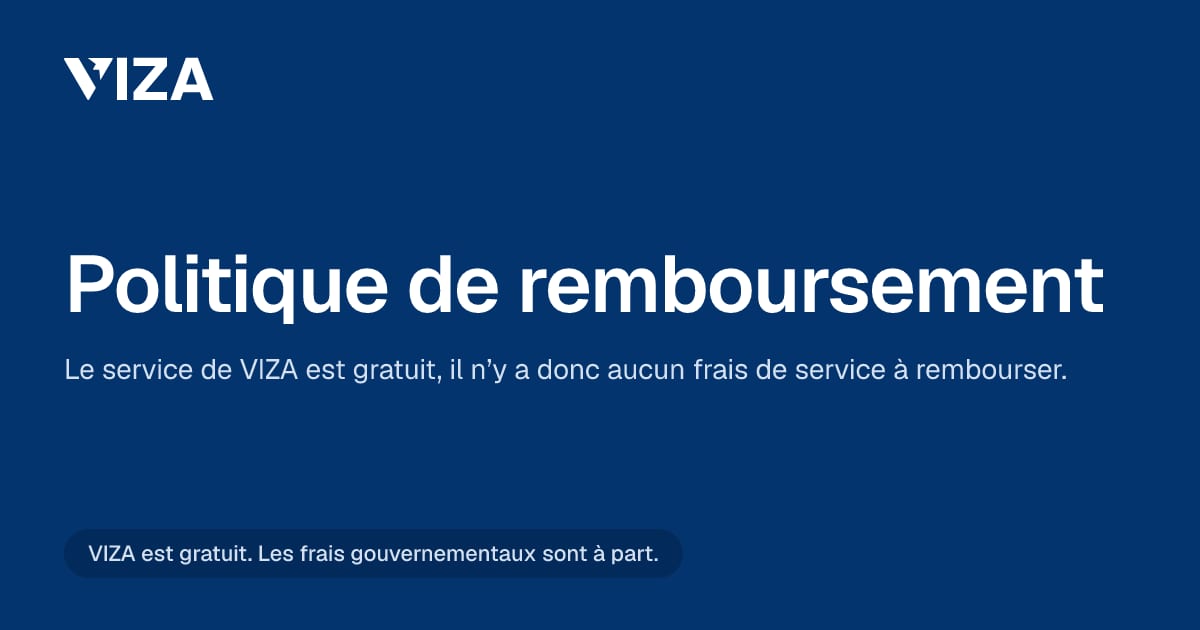 VIZA
Politique de remboursement
Le service de VIZA est gratuit, il n’y a donc aucun frais de service à rembourser.
VIZA est gratuit. Les frais gouvernementaux sont à part.